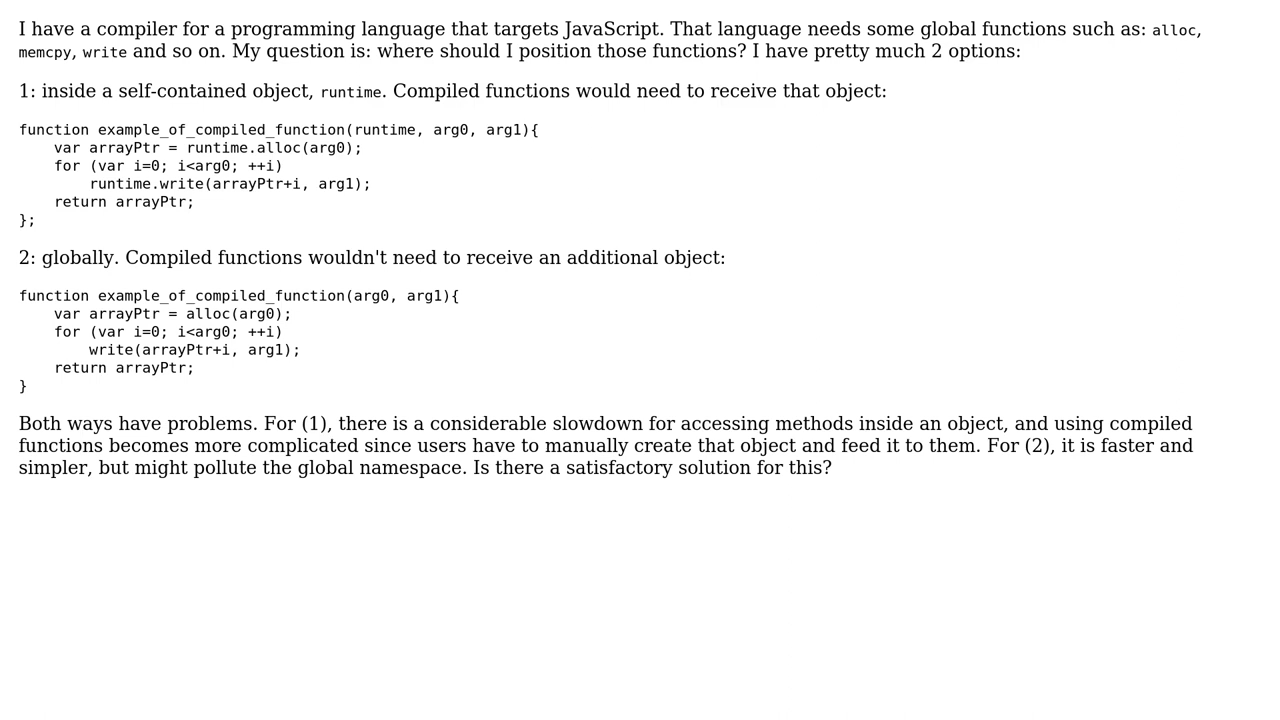 I have a compiler for a programming language that targets JavaScript. That language needs some global functions such as: alloc,
memcpy, write and so on. My question is: where should I position those functions? I have pretty much 2 options:
1: inside a self-contained object, runtime. Compiled functions would need to receive that object:
function example_of_compiled_function(runtime, arg0, arg1){
    var arrayPtr = runtime.alloc(arg0);
    for (var i=0; i<arg0; ++i)
        runtime.write(arrayPtr+i, arg1);
    return arrayPtr;
};
2: globally. Compiled functions wouldn't need to receive an additional object:
function example_of_compiled_function(arg0, arg1){
    var arrayPtr = alloc(arg0);
    for (var i=0; i<arg0; ++i)
        write(arrayPtr+i, arg1);
    return arrayPtr;
}
Both ways have problems. For (1), there is a considerable slowdown for accessing methods inside an object, and using compiled
functions becomes more complicated since users have to manually create that object and feed it to them. For (2), it is faster and
simpler, but might pollute the global namespace. Is there a satisfactory solution for this?